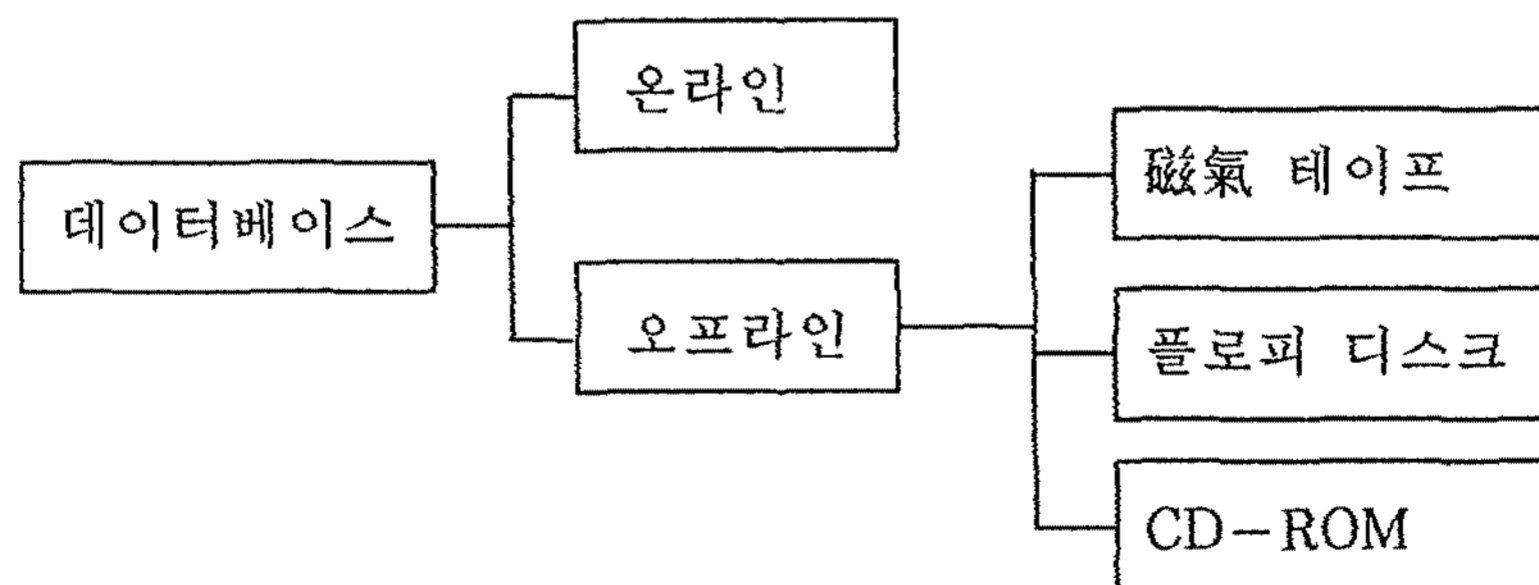 데이터베이스
온라인
오프라인
磁氣 테이프
플로피 디스크
CD-ROM